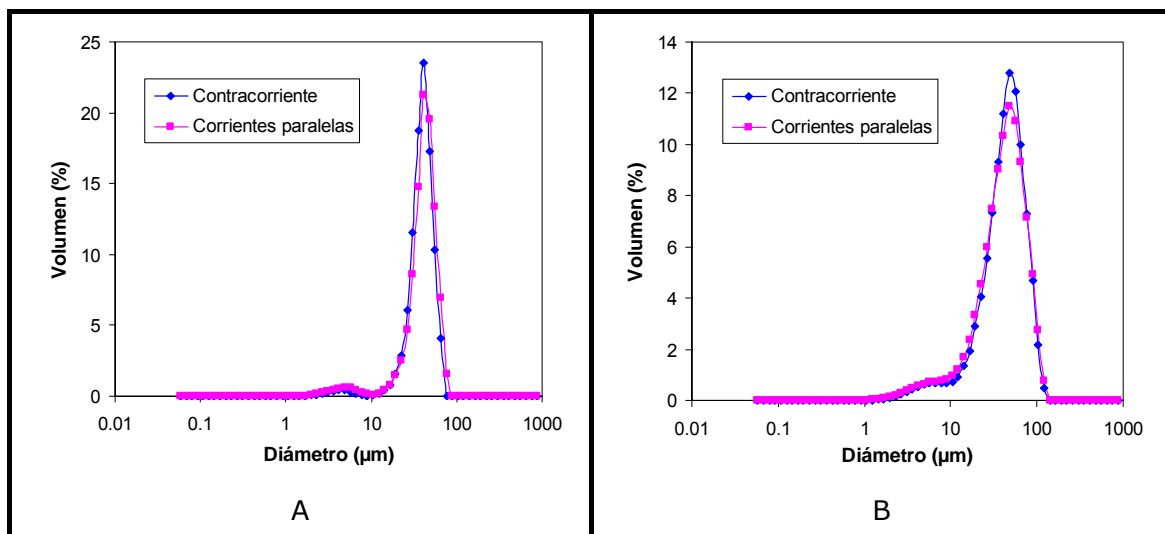 25
20
15
10
5
0
0.01 0.1 1 10 100 1000
Volumen (%)
Diámetro (µm)
Contracorriente
Corrientes paralelas
A
14
12
10
8
6
4
2
0
0.01 0.1 1 10 100 1000
Volumen (%)
Diámetro (µm)
Contracorriente
Corrientes paralelas
B